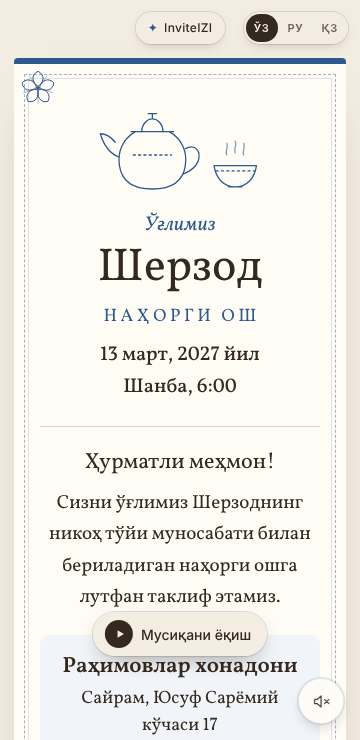 InviteIZI
ЎЗ РУ ҚЗ
Ўғлимиз
Шерзод
НАҲОРГИ ОШ
13 март, 2027 йил
Шанба, 6:00
Ҳурматли меҳмон!
Сизни ўғлимиз Шерзоднинг
никоҳ тўйи муносабати билан
бериладиган наҳорги ошга
лутфан таклиф этамиз.
Мусиқани ёқиш
Раҳимовлар хонадони
Сайрам, Юсуф Сарёмий
кўчаси 17